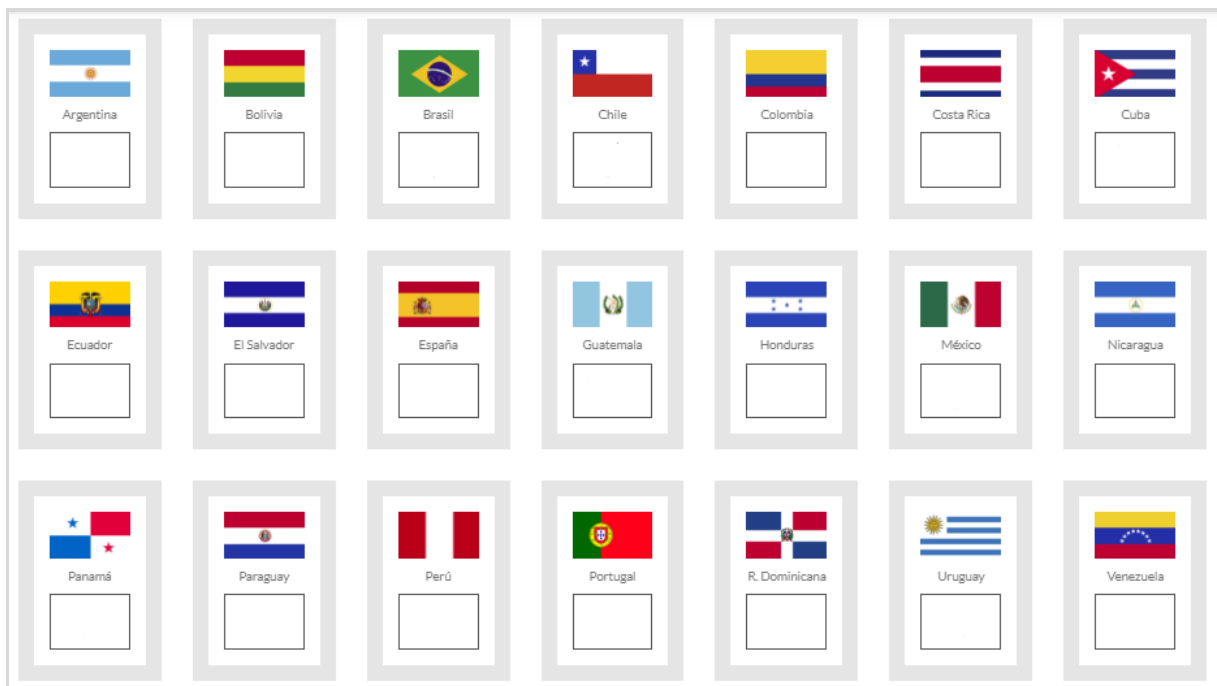 Argentina Bolivia Brasil Chile Colombia Costa Rica Cuba
Ecuador El Salvador España Guatemala Honduras México Nicaragua
Panamá Paraguay Perú Portugal R. Dominicana Uruguay Venezuela